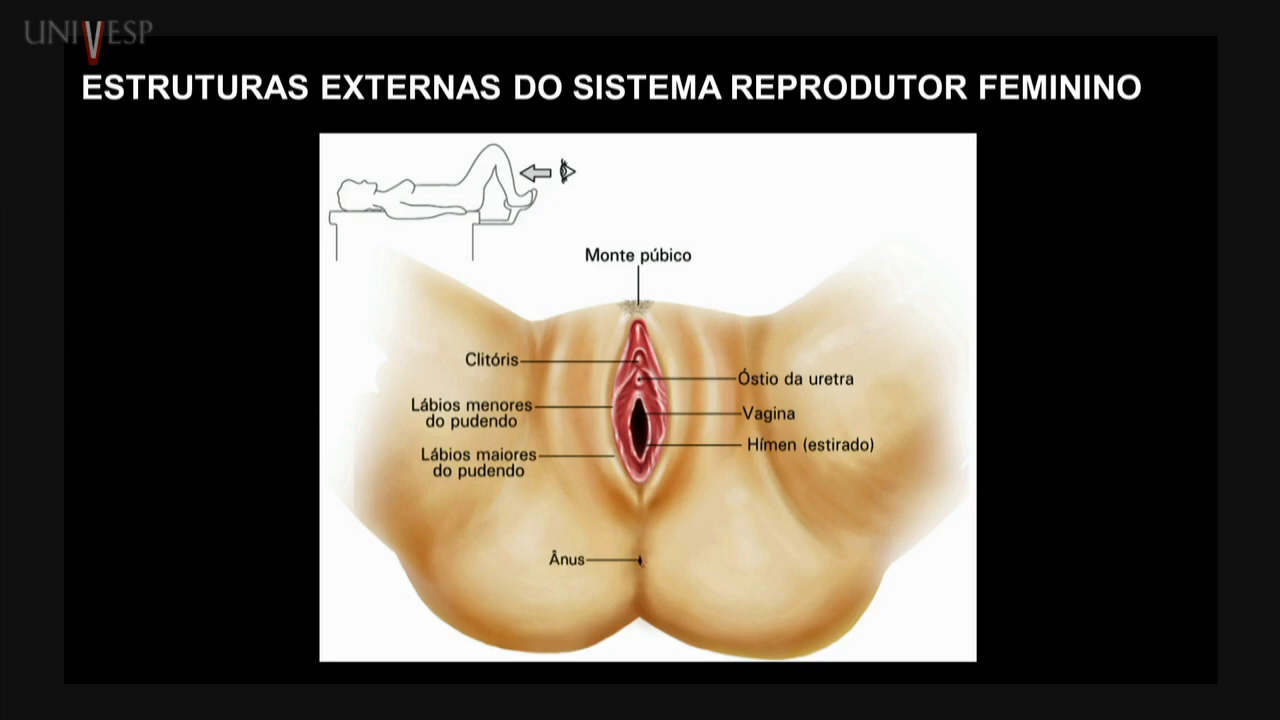 UNIVESP
ESTRUTURAS EXTERNAS DO SISTEMA REPRODUTOR FEMININO
Monte púbico
Clitóris
Óstio da uretra
Lábios menores
do pudendo
Vagina
Hímen (estirado)
Lábios maiores
do pudendo
Ânus